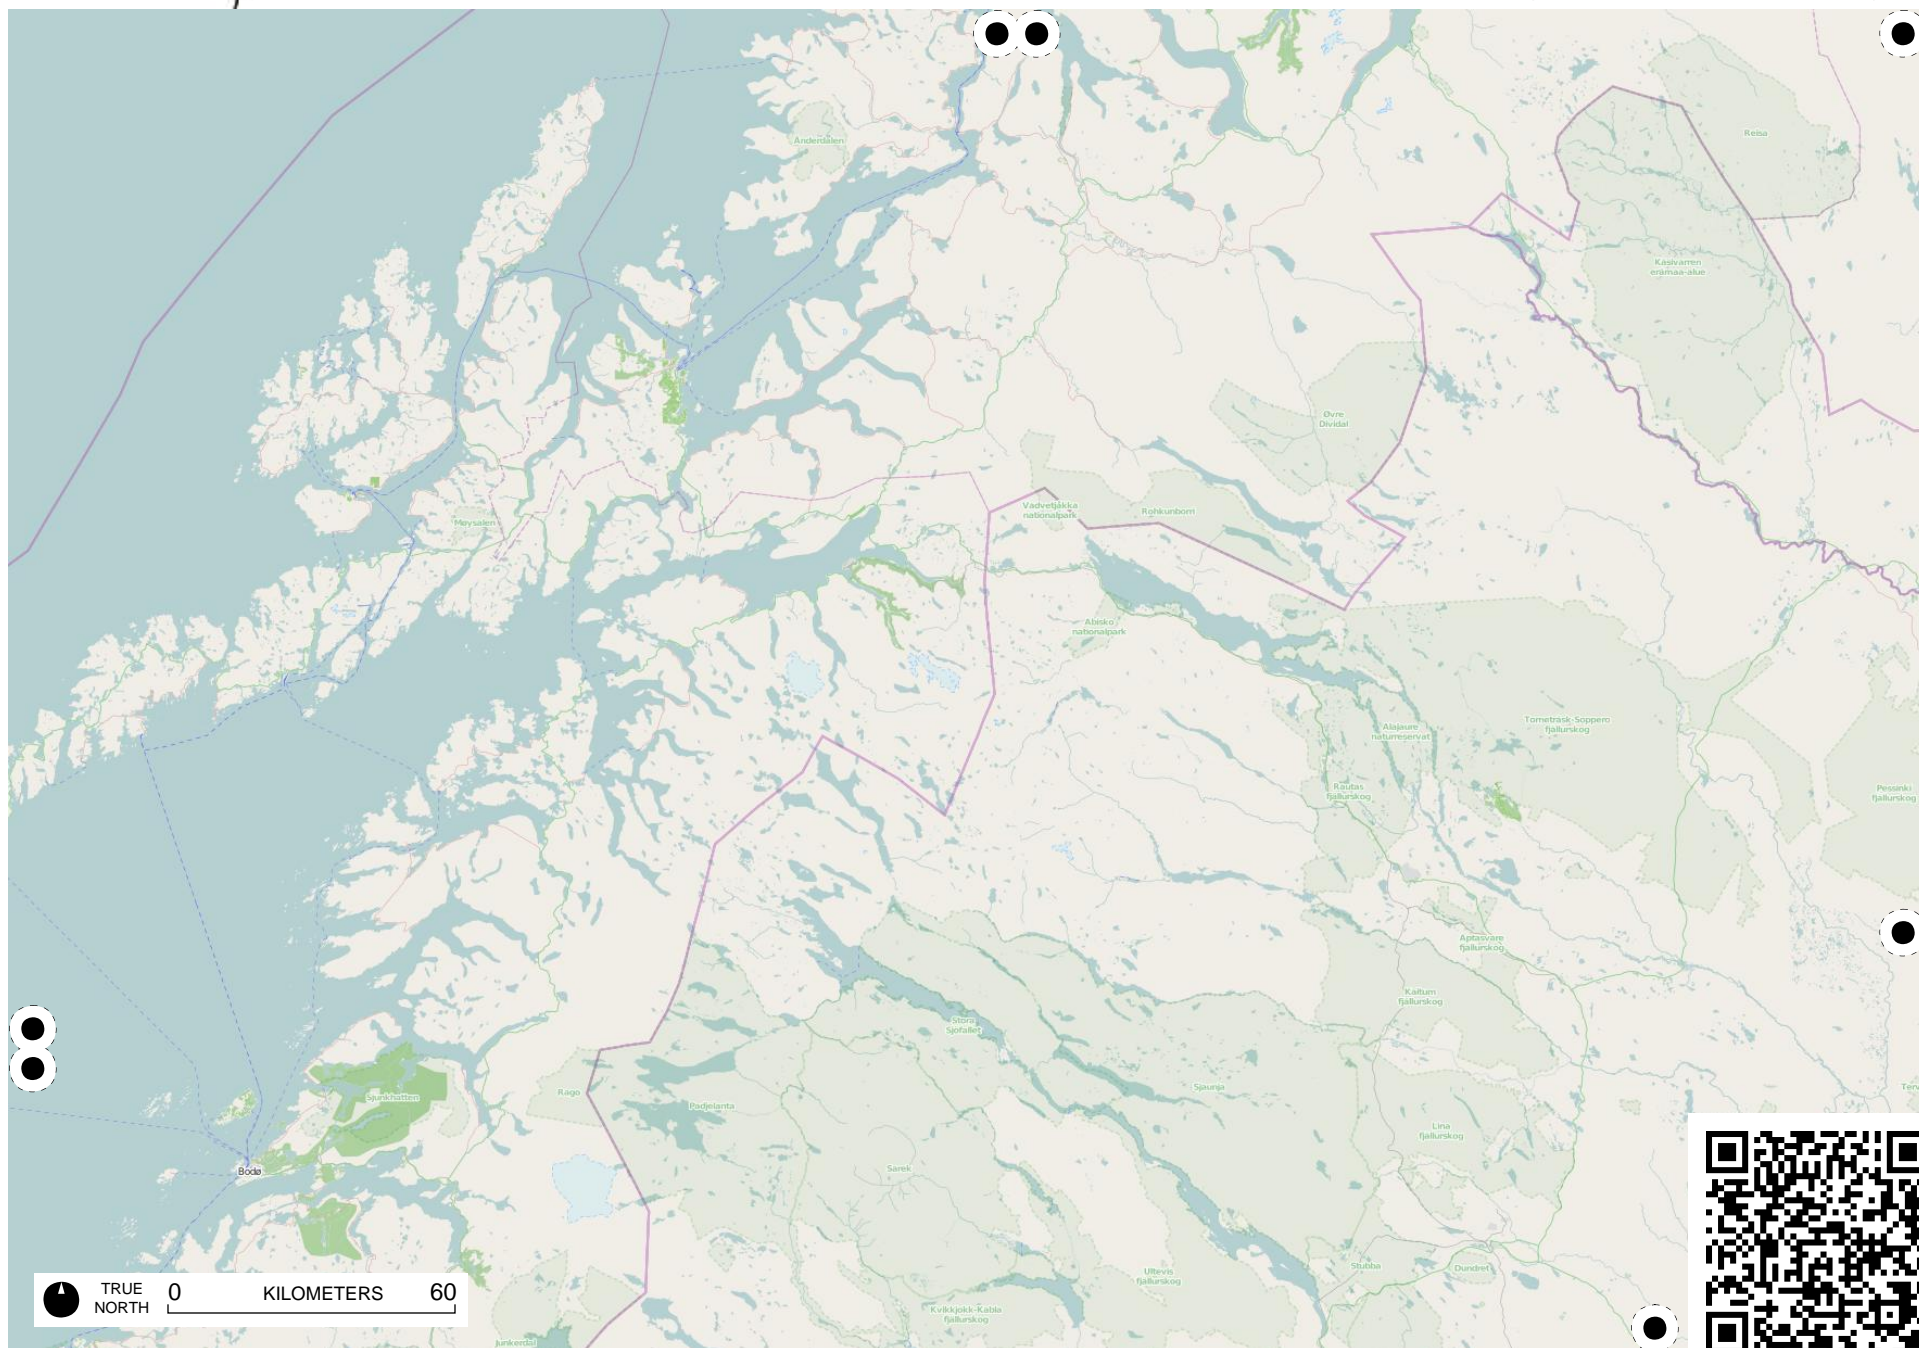 Reisa
Ånderdalen
Käsivarren
erämaa-alue
Øvre
Dividal
Vadvetjåkka
nationalpark
Rohkunborri
Møysalen
Abisko
nationalpark
Torneträsk-Soppero
fjällurskog
Alajaure
naturreservat
Rautas
fjällurskog
Pessinki
fjällurskog
Aptasvare
fjällurskog
Kaitum
fjällurskog
Stora
Sjöfallet
Sjaunja
Rago
Sjunkhatten
Padjelanta
Lina
fjällurskog
Bodø
Sarek
Stubba
Dundret
Ultevis
fjällurskog
Kvikkjokk-Kabla
fjällurskog
Junkerdal
TRUE
NORTH
0 KILOMETERS 60